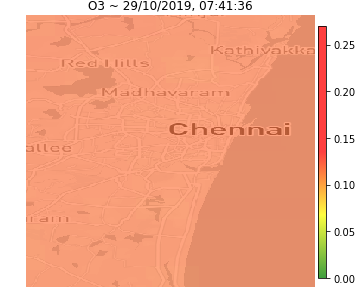 O3 ~ 29/10/2019, 07:41:36
Kathivakka
Red Hills
Madhavaram
Chennai
allee
ram
0.25
0.20
0.15
0.10
0.05
0.00